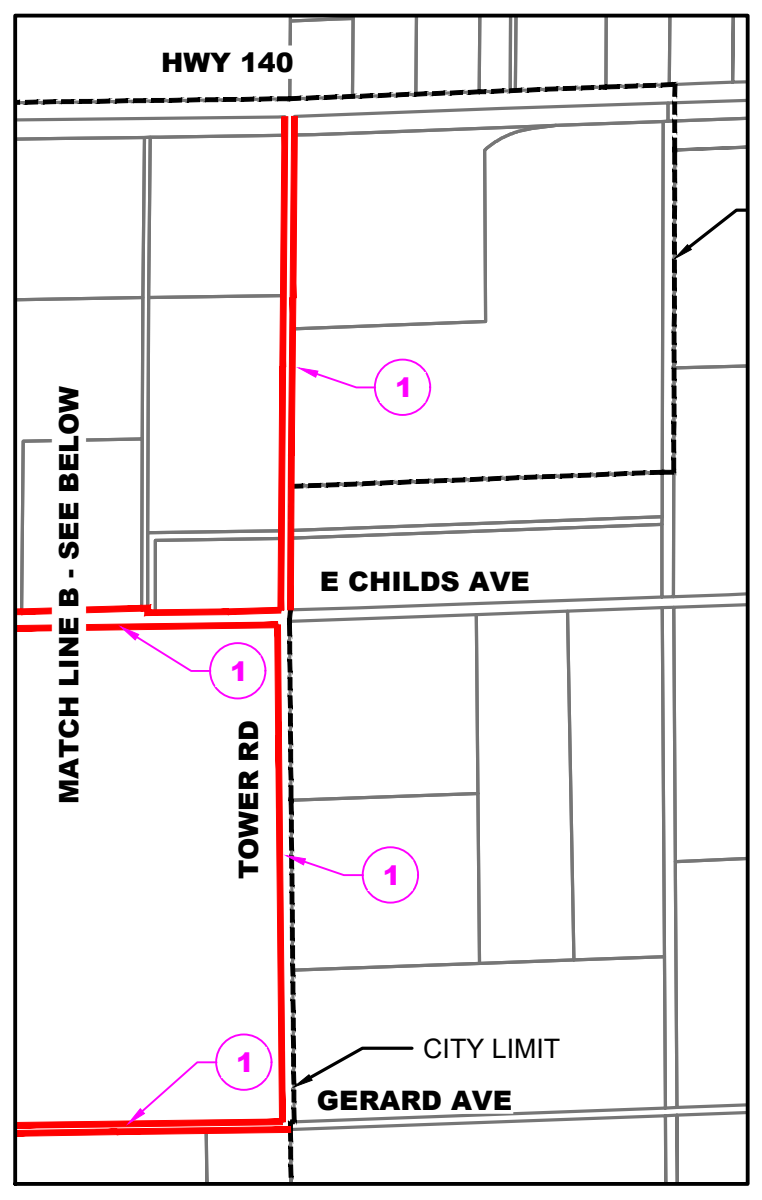 HWY 140
1
MATCH LINE B - SEE BELOW
E CHILDS AVE
1
TOWER RD
1
CITY LIMIT
1
GERARD AVE